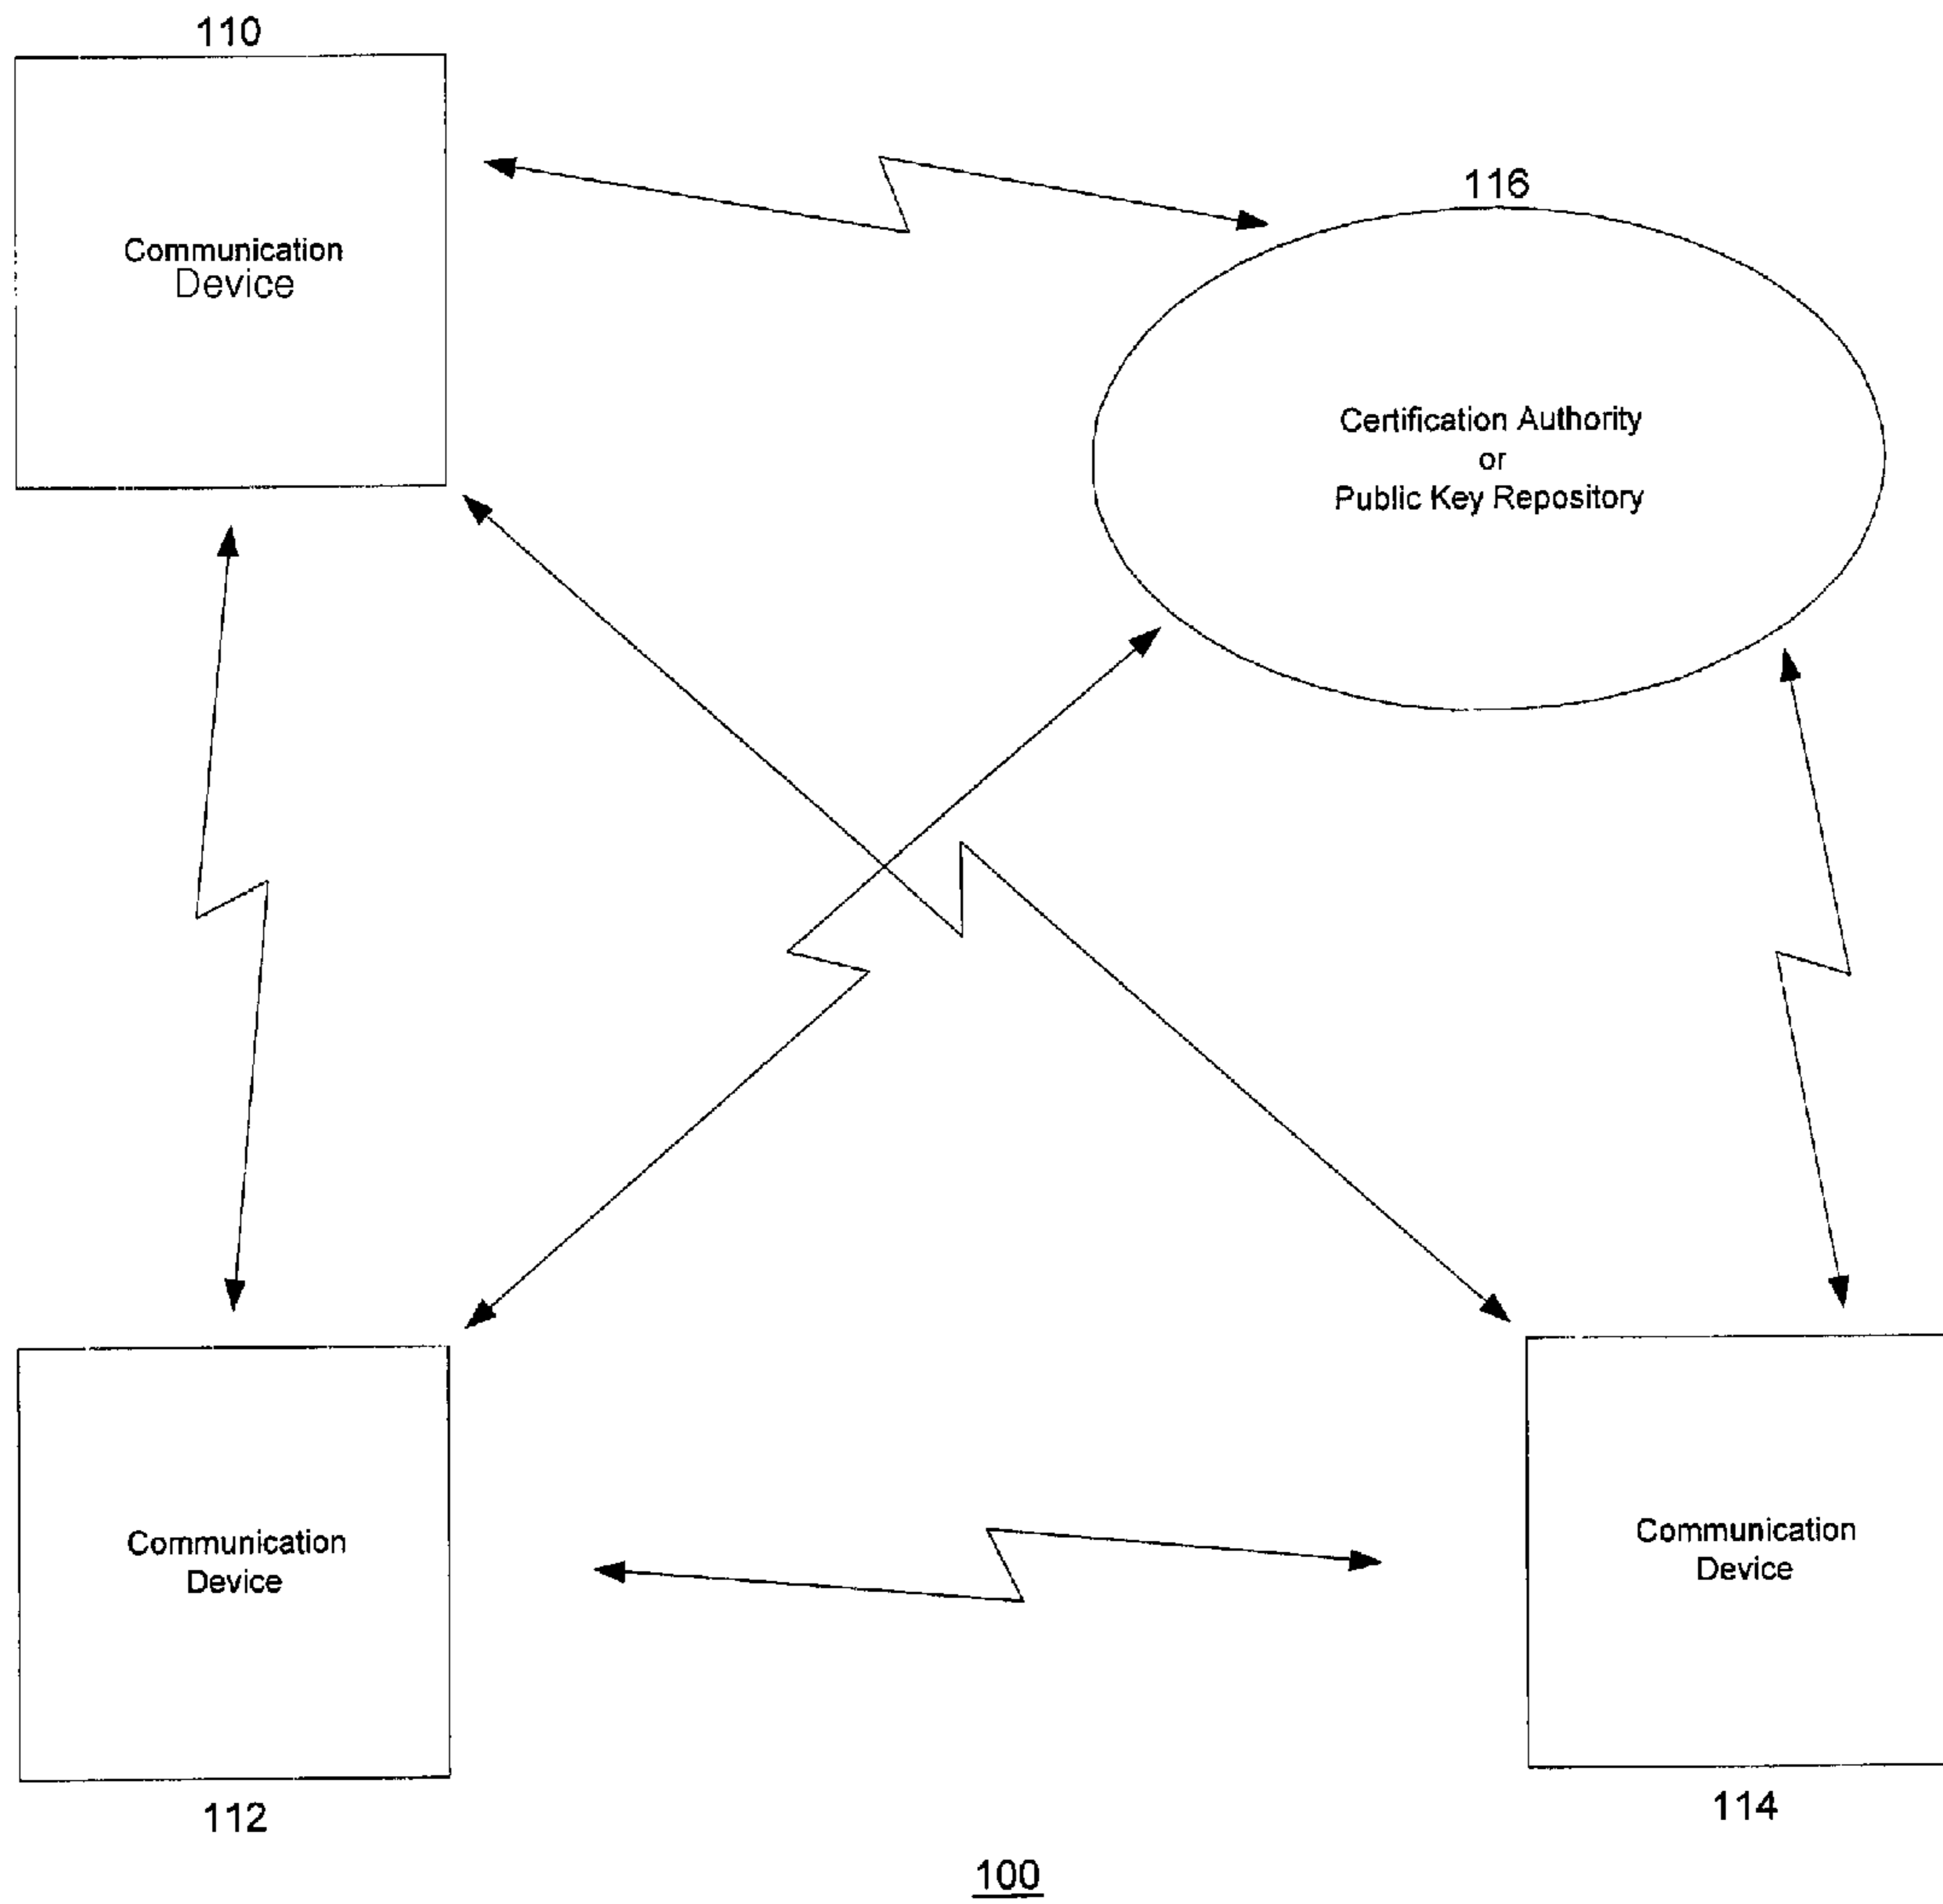 110
Communication
Device
116
Certification Authority
or
Public Key Repository
Communication
Device
112
Communication
Device
114
100